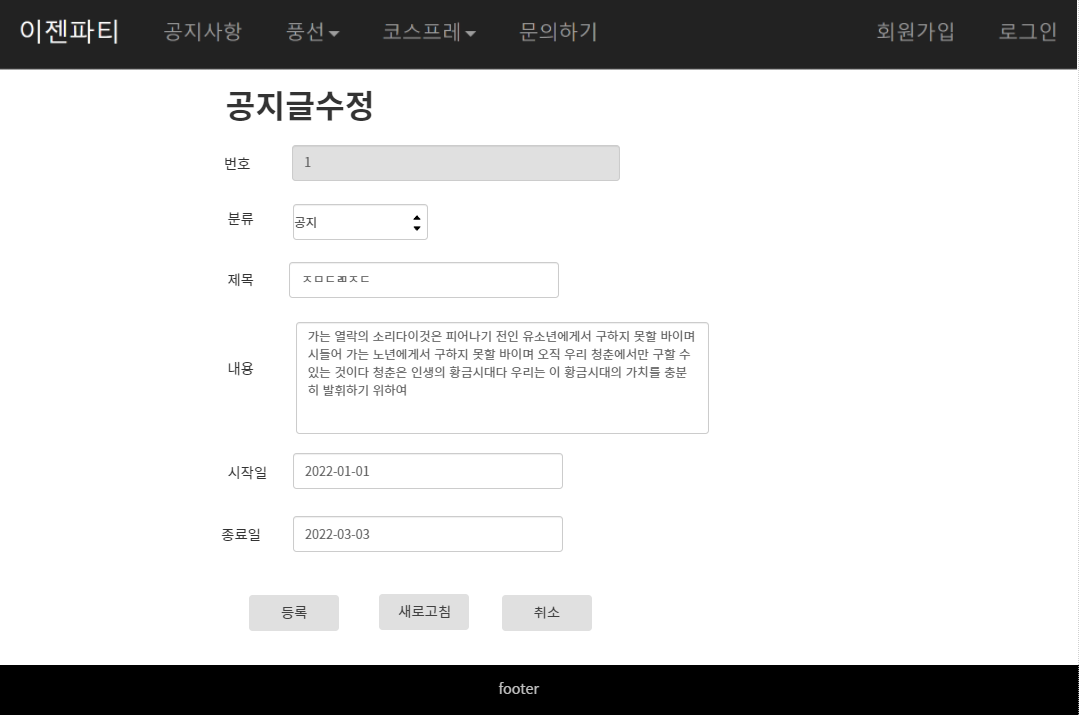 이젠파티 공지사항 풍선 코스프레 문의하기 회원가입 로그인
공지글수정
번호 1
분류 공지
제목
내용 가는 열락의 소리다이것은 피어나기 전인 유소년에게서 구하지 못할 바이며
시들어 가는 노년에게서 구하지 못할 바이며 오직 우리 청춘에서만 구할 수
있는 것이다 청춘은 인생의 황금시대다 우리는 이 황금시대의 가치를 충분
히 발휘하기 위하여
시작일 2022-01-01
종료일 2022-03-03
등록 새로고침 취소
footer